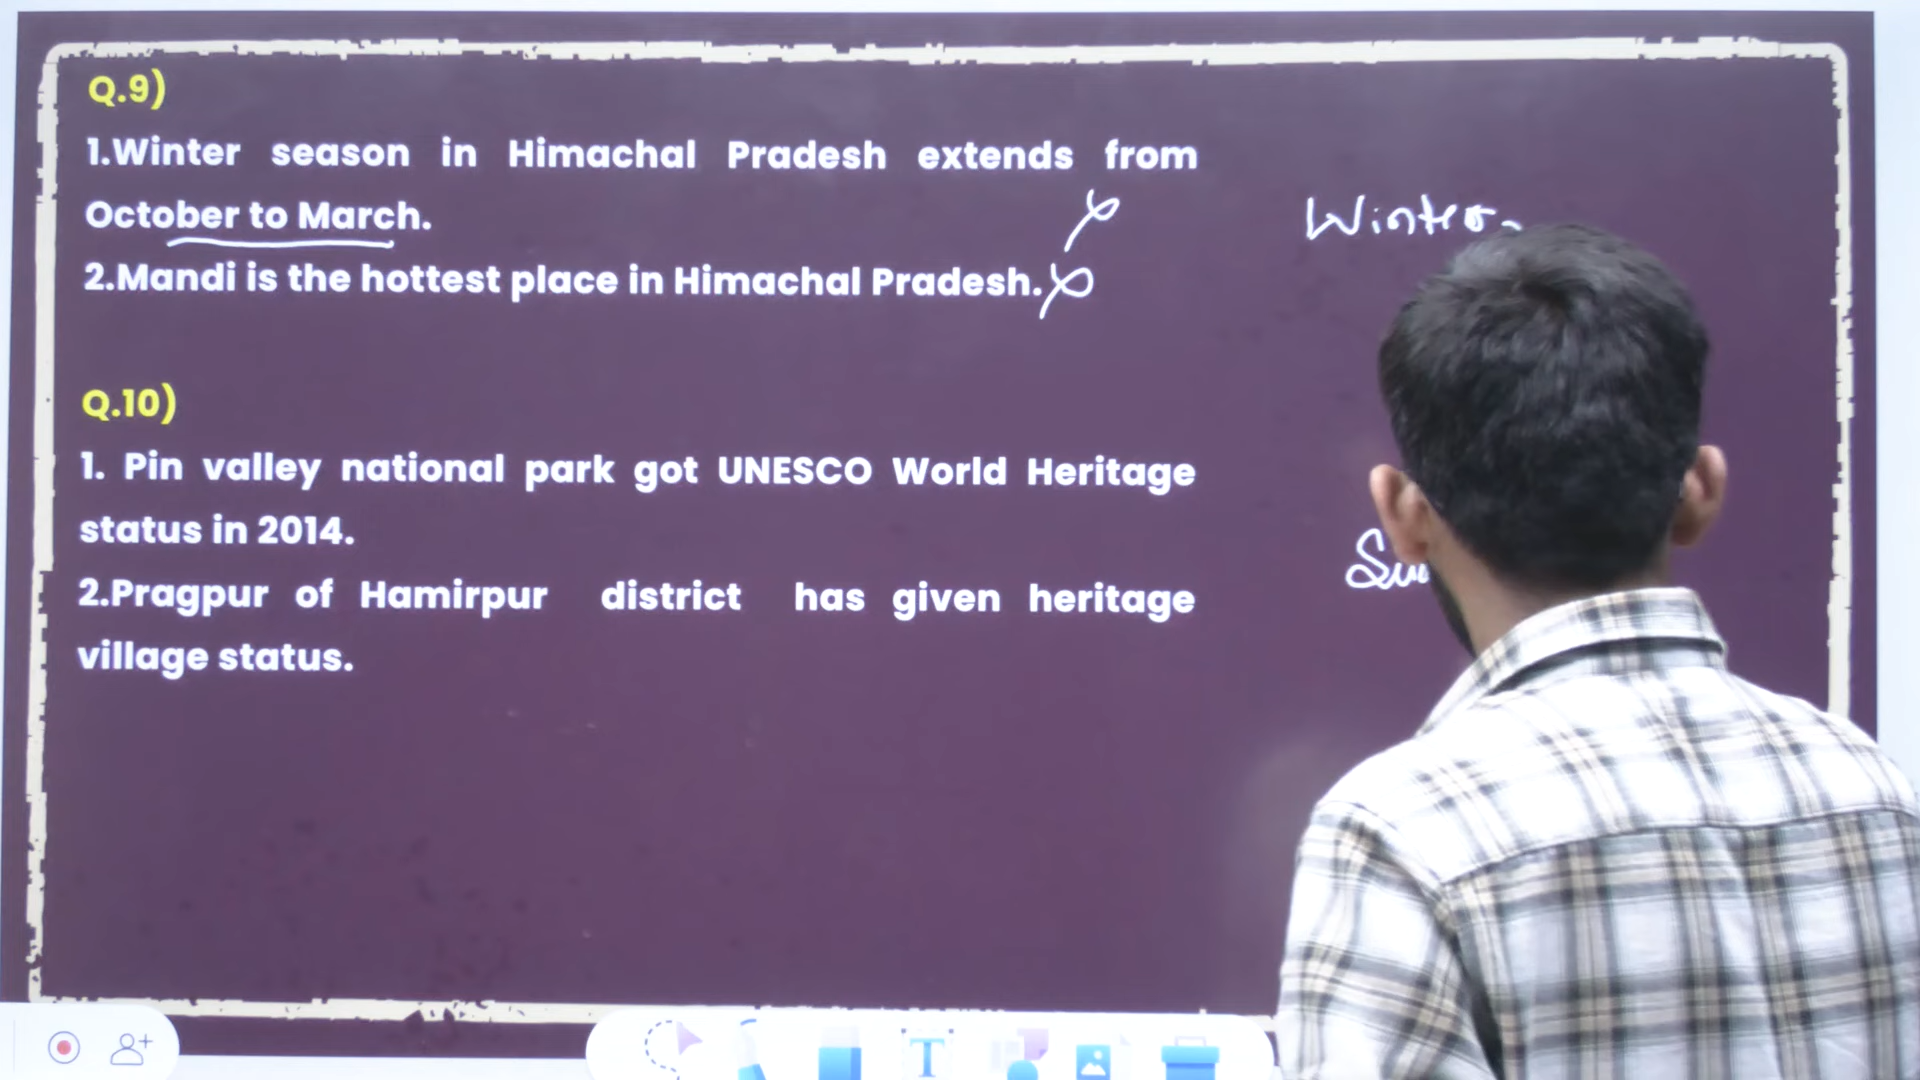 Q.9)
1.Winter season in Himachal Pradesh extends from
October to March.
2.Mandi is the hottest place in Himachal Pradesh.
Winter-
Q.10)
1. Pin valley national park got UNESCO World Heritage
status in 2014.
2.Pragpur of Hamirpur district has given heritage
village status.
T